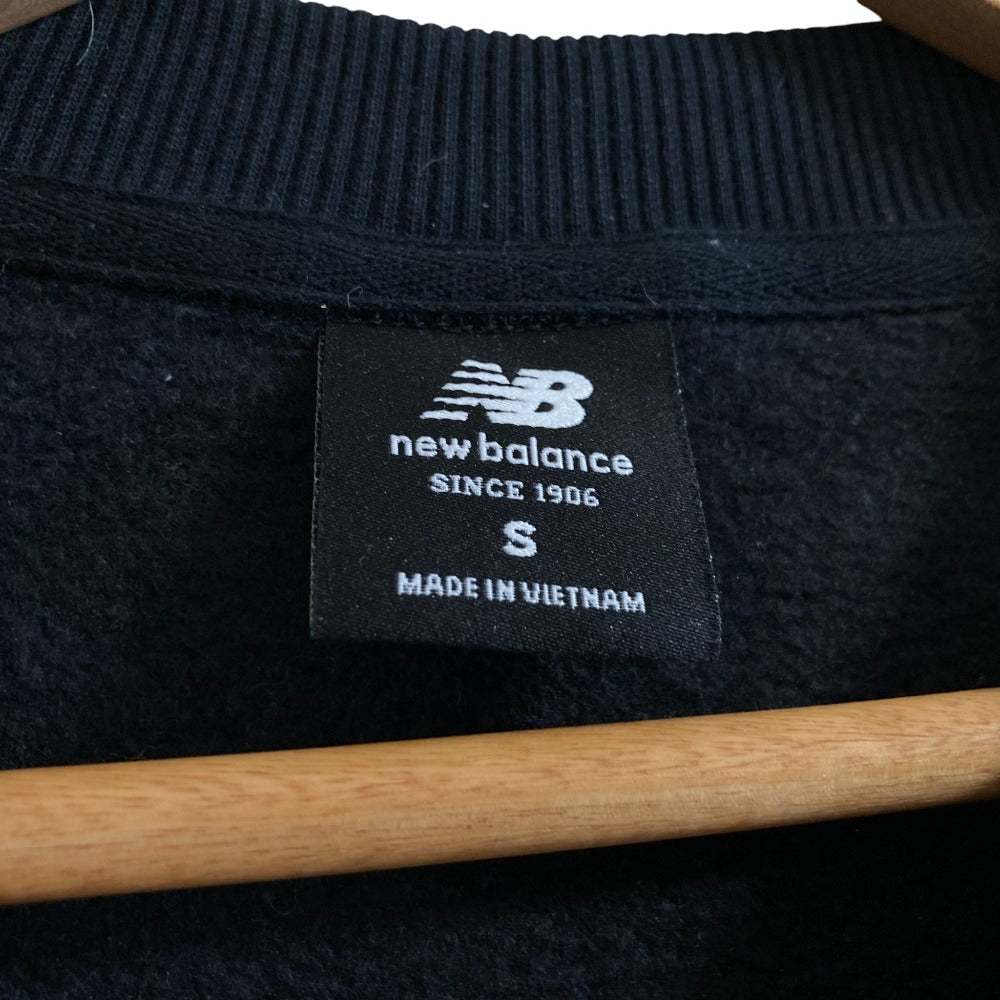 NB
new balance
SINCE 1906
S
MADE IN VIETNAM